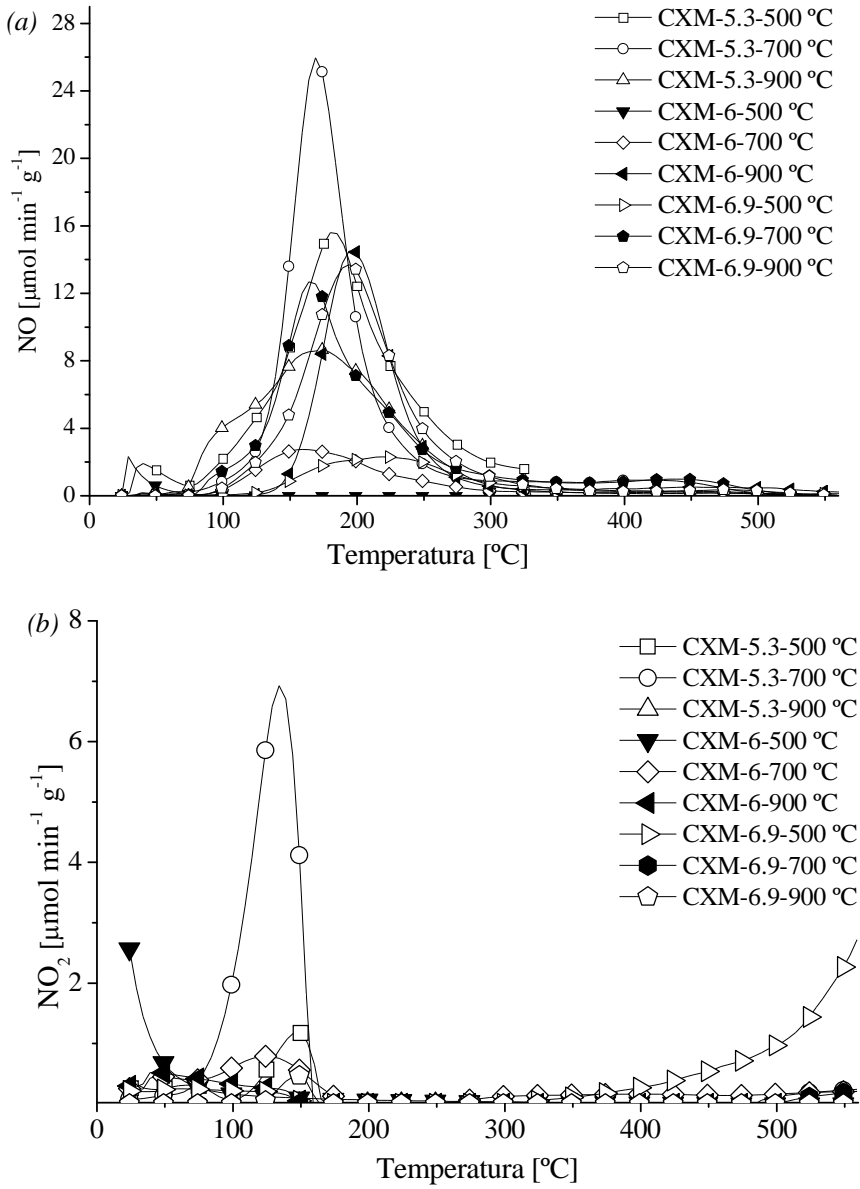 (a)
NO [µmol min⁻¹ g⁻¹]
28
24
20
16
12
8
4
0
0 100 200 300 400 500
Temperatura [ºC]
CXM-5.3-500 ºC
CXM-5.3-700 ºC
CXM-5.3-900 ºC
CXM-6-500 ºC
CXM-6-700 ºC
CXM-6-900 ºC
CXM-6.9-500 ºC
CXM-6.9-700 ºC
CXM-6.9-900 ºC
(b)
NO₂ [µmol min⁻¹ g⁻¹]
8
6
4
2
0 100 200 300 400 500
Temperatura [ºC]
CXM-5.3-500 ºC
CXM-5.3-700 ºC
CXM-5.3-900 ºC
CXM-6-500 ºC
CXM-6-700 ºC
CXM-6-900 ºC
CXM-6.9-500 ºC
CXM-6.9-700 ºC
CXM-6.9-900 ºC